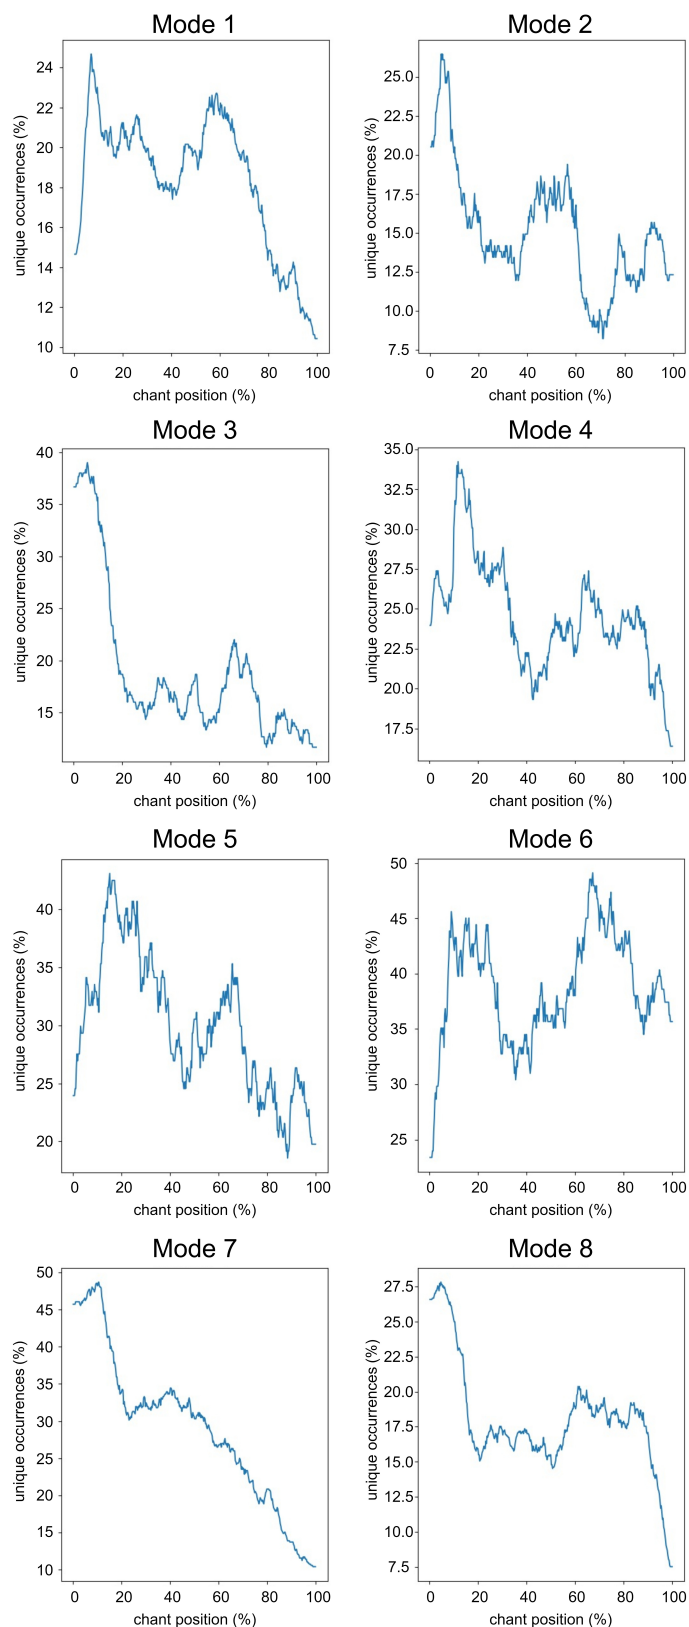 Mode 1
Mode 2
24
22
20
18
16
14
12
10
unique occurrences (%)
0 20 40 60 80 100
chant position (%)
25.0
22.5
20.0
17.5
15.0
12.5
10.0
7.5
unique occurrences (%)
0 20 40 60 80 100
chant position (%)
Mode 3
Mode 4
40
35
30
25
20
15
unique occurrences (%)
0 20 40 60 80 100
chant position (%)
35.0
32.5
30.0
27.5
25.0
22.5
20.0
17.5
unique occurrences (%)
0 20 40 60 80 100
chant position (%)
Mode 5
Mode 6
40
35
30
25
20
unique occurrences (%)
0 20 40 60 80 100
chant position (%)
50
45
40
35
30
25
unique occurrences (%)
0 20 40 60 80 100
chant position (%)
Mode 7
Mode 8
50
45
40
35
30
25
20
15
10
unique occurrences (%)
0 20 40 60 80 100
chant position (%)
27.5
25.0
22.5
20.0
17.5
15.0
12.5
10.0
7.5
unique occurrences (%)
0 20 40 60 80 100
chant position (%)